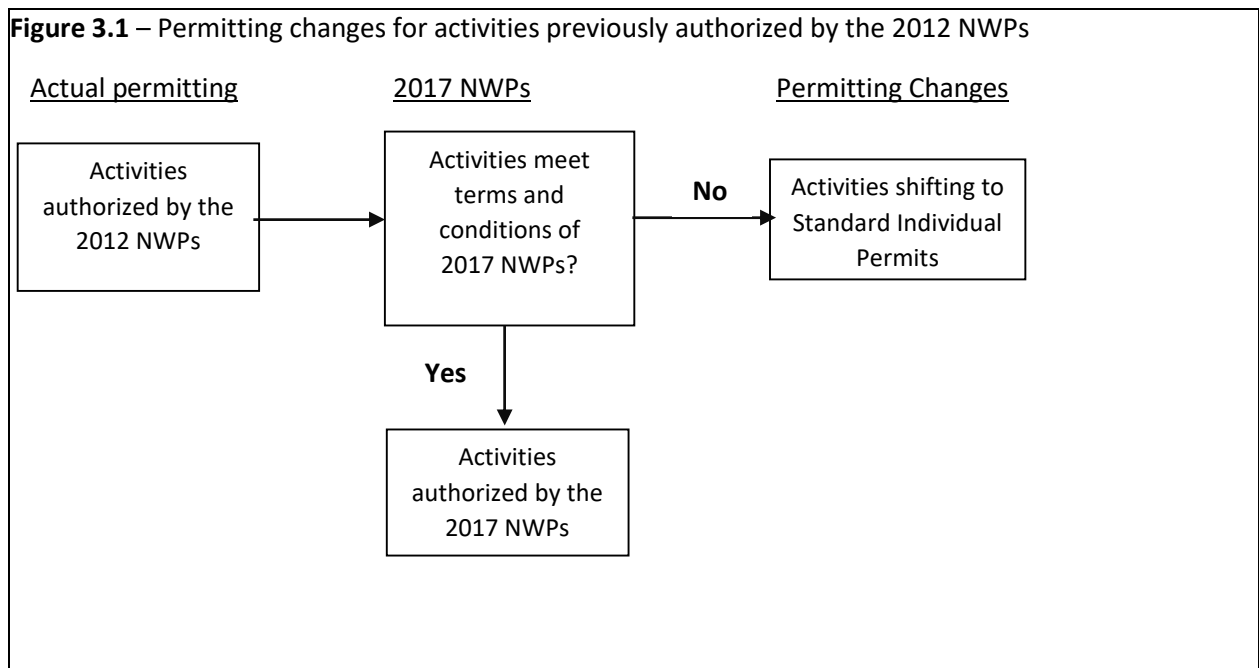 Figure 3.1 – Permitting changes for activities previously authorized by the 2012 NWPs
Actual permitting
2017 NWPs
Permitting Changes
Activities
authorized by the
2012 NWPs
Activities meet
terms and
conditions of
2017 NWPs?
No
Activities shifting to
Standard Individual
Permits
Yes
Activities
authorized by the
2017 NWPs